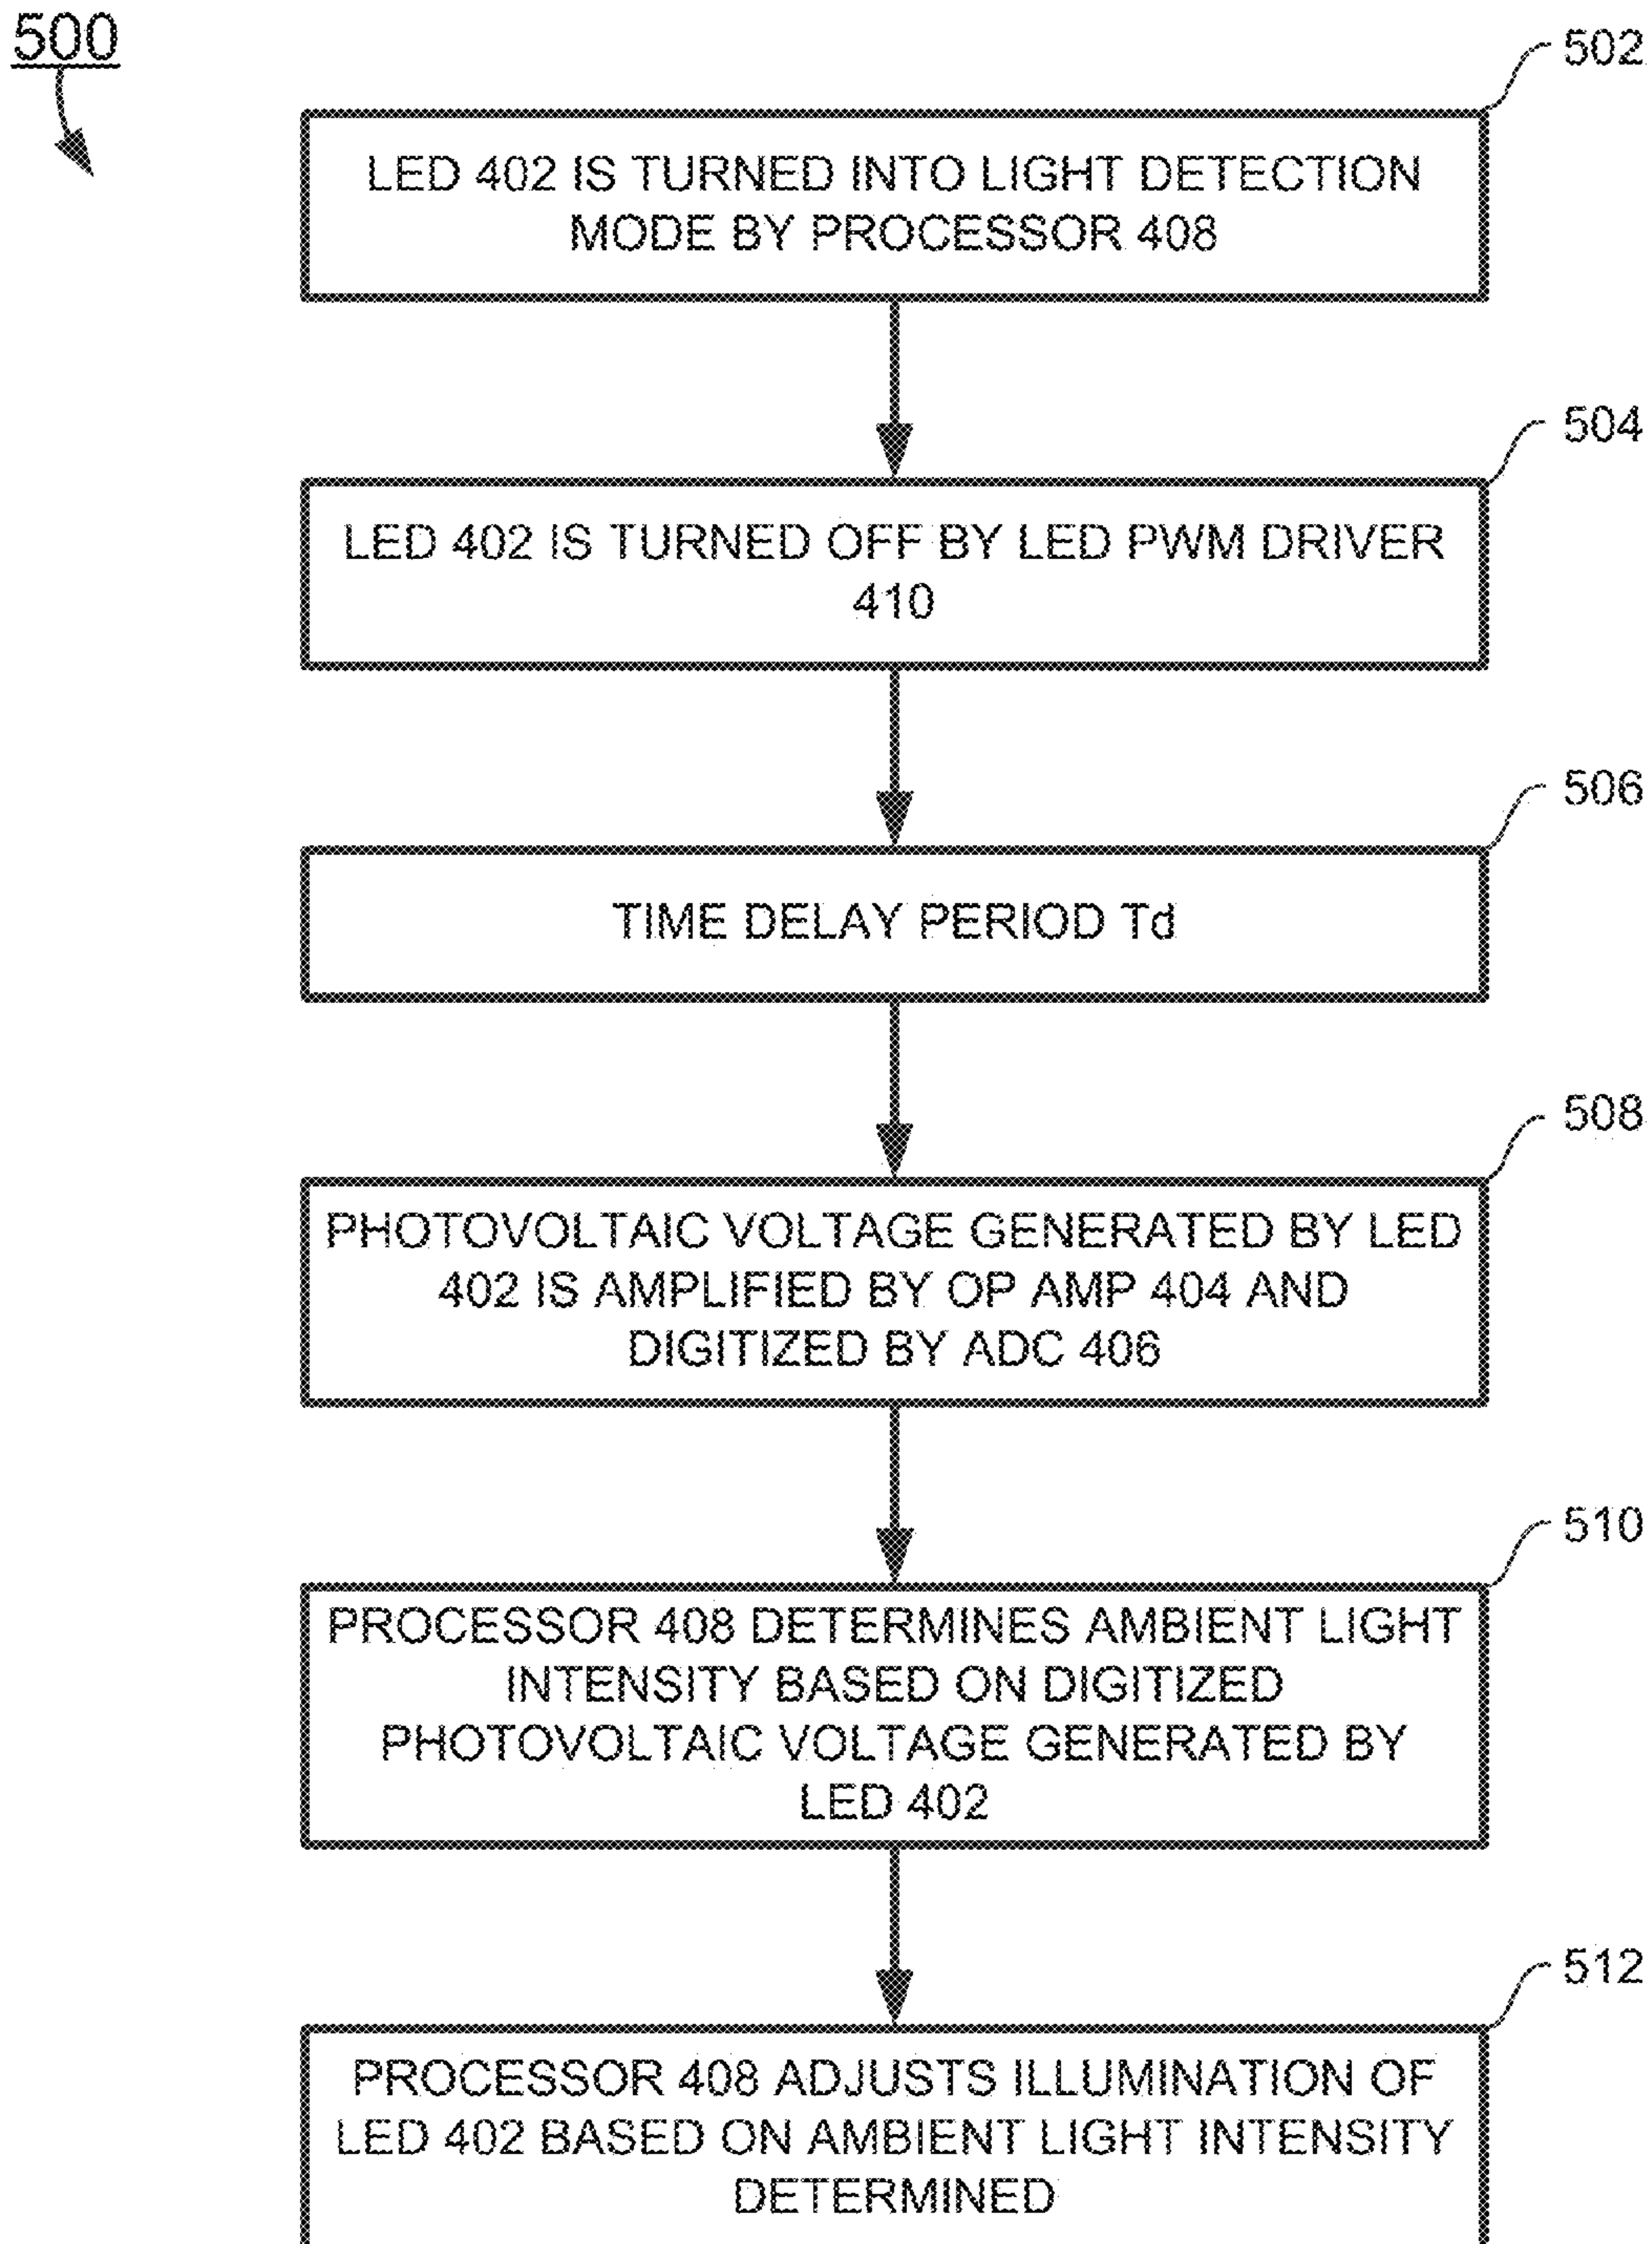 500
502
LED 402 IS TURNED INTO LIGHT DETECTION
MODE BY PROCESSOR 408
504
LED 402 IS TURNED OFF BY LED PWM DRIVER
410
506
TIME DELAY PERIOD Td
508
PHOTOVOLTAIC VOLTAGE GENERATED BY LED
402 IS AMPLIFIED BY OP AMP 404 AND
DIGITIZED BY ADC 406
510
PROCESSOR 408 DETERMINES AMBIENT LIGHT
INTENSITY BASED ON DIGITIZED
PHOTOVOLTAIC VOLTAGE GENERATED BY
LED 402
512
PROCESSOR 408 ADJUSTS ILLUMINATION OF
LED 402 BASED ON AMBIENT LIGHT INTENSITY
DETERMINED